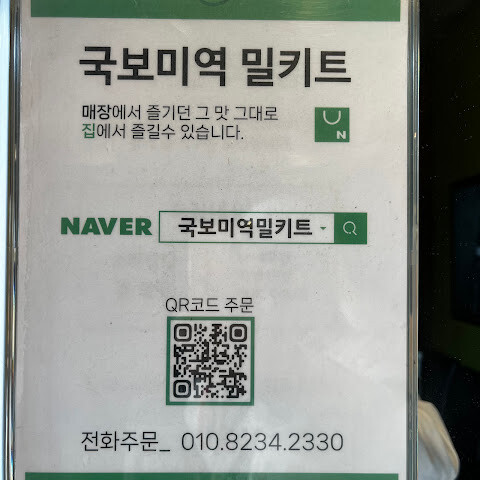 국보미역 밀키트
매장에서 즐기던 그 맛 그대로
집에서 즐길수 있습니다.
N
NAVER 국보미역밀키트
QR코드 주문
전화주문_ 010.8234.2330